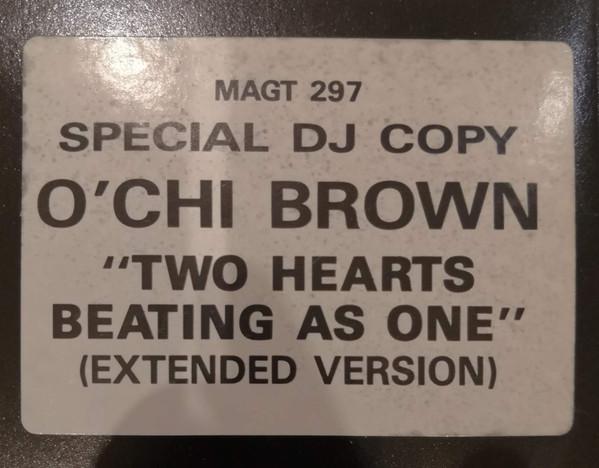 MAGT 297
SPECIAL DJ COPY
O'CHI BROWN
"TWO HEARTS
BEATING AS ONE"
(EXTENDED VERSION)